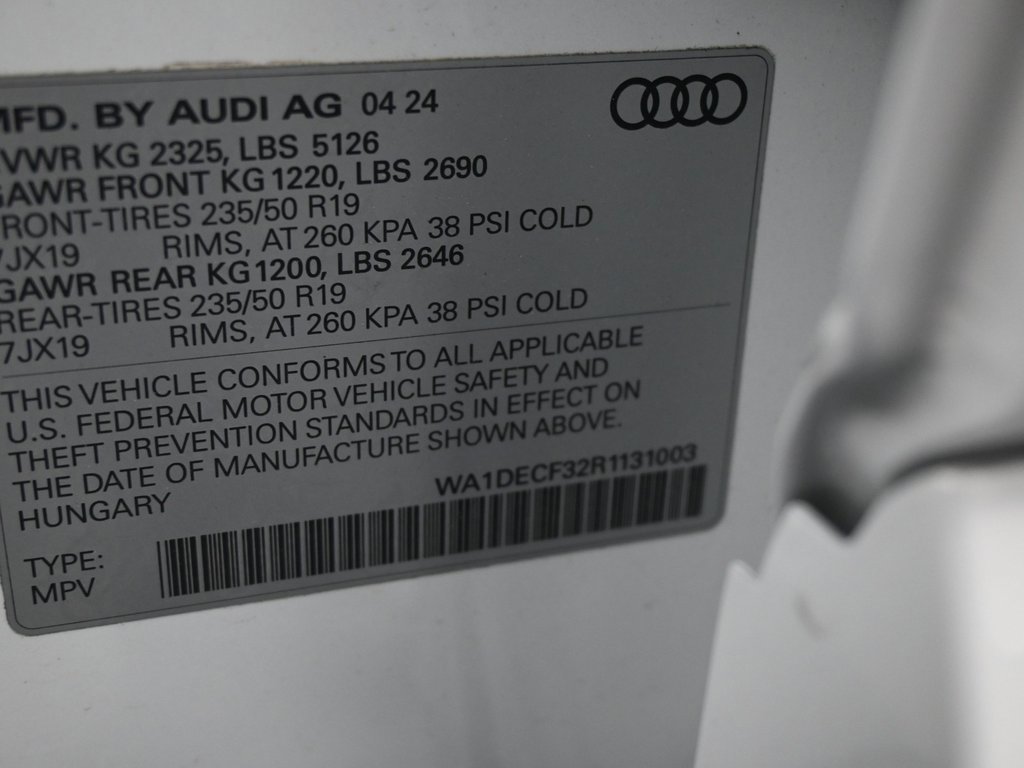 MFD. BY AUDI AG 04 24
GVWR KG 2325, LBS 5126
GAWR FRONT KG 1220, LBS 2690
FRONT-TIRES 235/50 R19
7JX19 RIMS, AT 260 KPA 38 PSI COLD
GAWR REAR KG 1200, LBS 2646
REAR-TIRES 235/50 R19
7JX19 RIMS, AT 260 KPA 38 PSI COLD
THIS VEHICLE CONFORMS TO ALL APPLICABLE
U.S. FEDERAL MOTOR VEHICLE SAFETY AND
THEFT PREVENTION STANDARDS IN EFFECT ON
THE DATE OF MANUFACTURE SHOWN ABOVE.
HUNGARY WA1DECF32R1131003
TYPE:
MPV